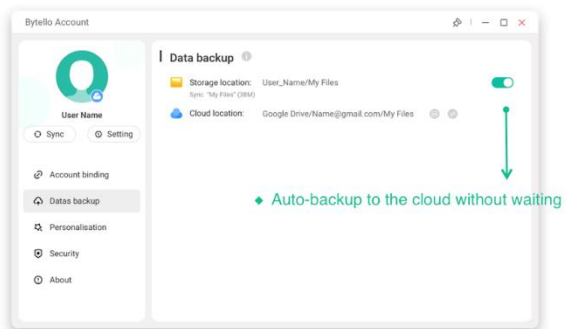 Bytello Account
Data backup
Storage location: User_Name/My Files
Sync "My Files" (38M)
Cloud location: Google Drive/Name@gmail.com/My Files
User Name
Sync
Setting
Account binding
Datas backup
Personalisation
Security
About
Auto-backup to the cloud without waiting